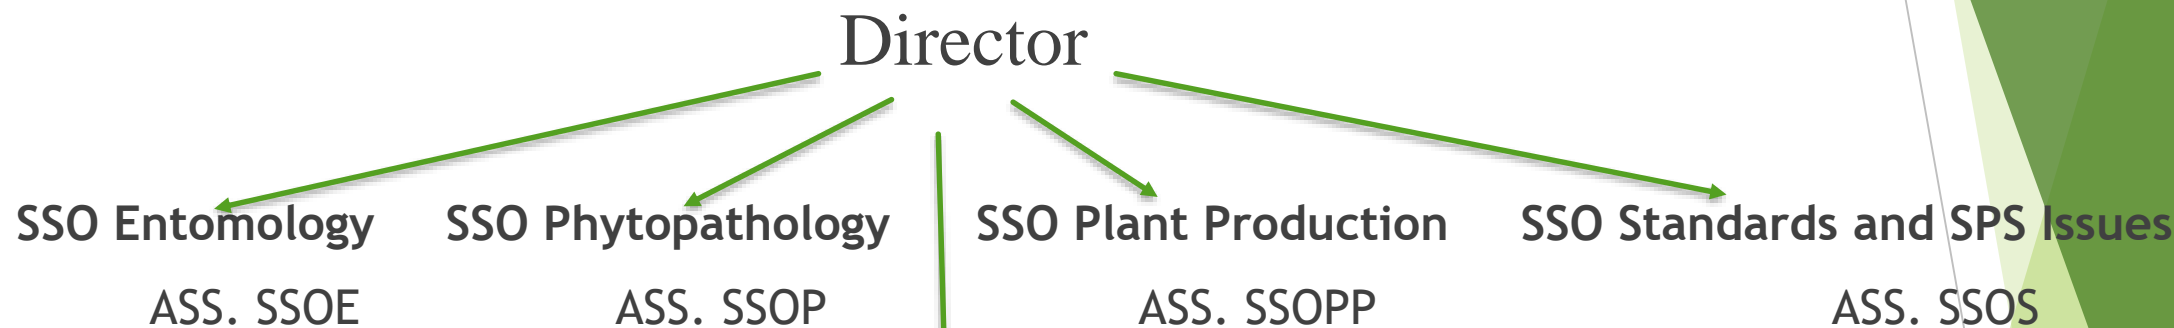 Director
SSO Entomology SSO Phytopathology SSO Plant Production SSO Standards and SPS Issues
ASS. SSOE ASS. SSOP ASS. SSOPP ASS. SSOS